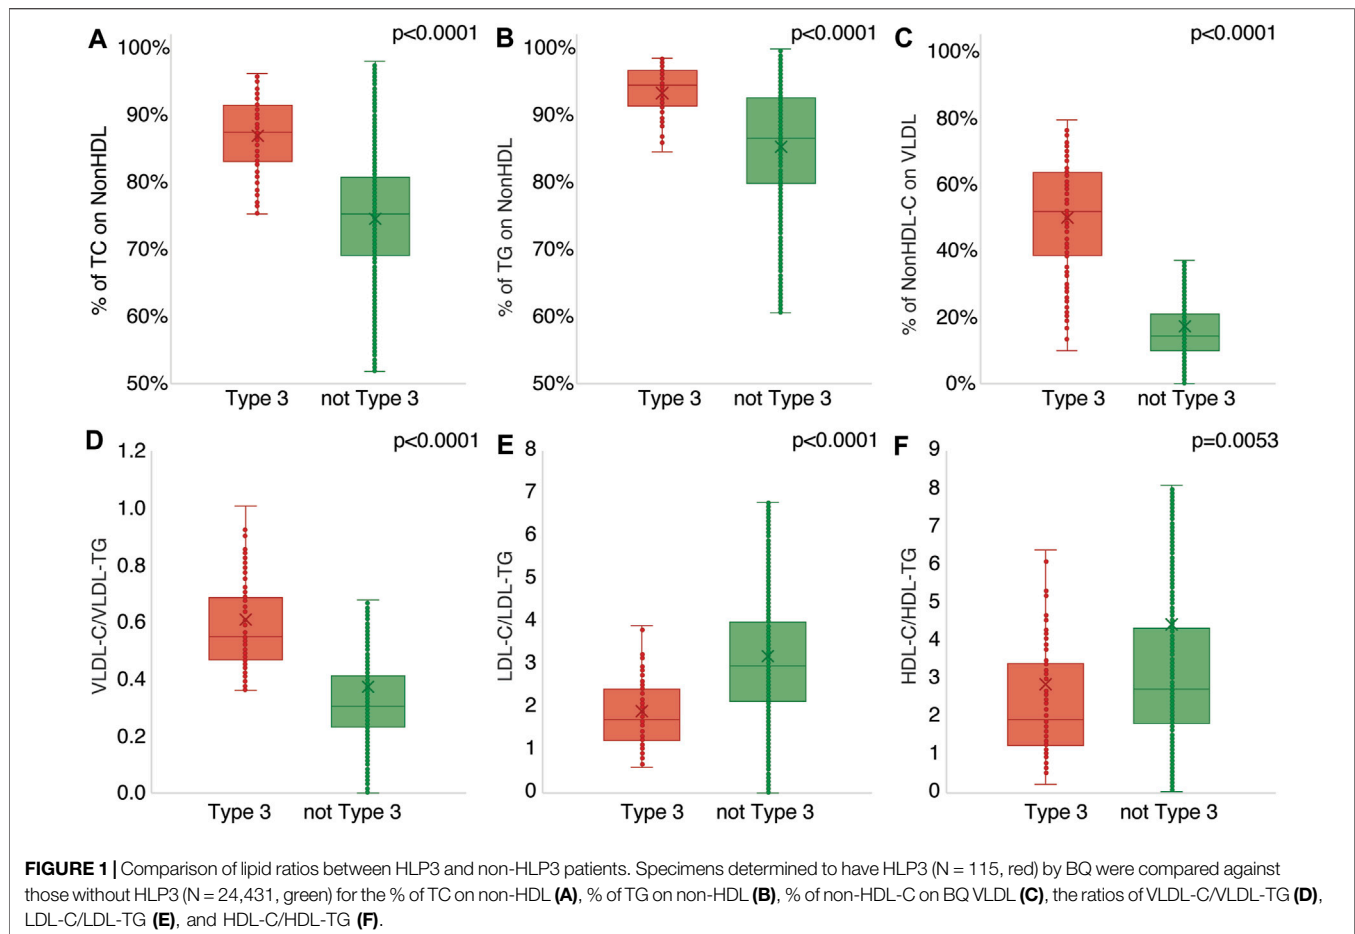 A
p<0.0001
100%
90%
80%
70%
60%
50%
% of TC on NonHDL
Type 3
not Type 3
B
p<0.0001
100%
90%
80%
70%
60%
50%
% of TG on NonHDL
Type 3
not Type 3
C
p<0.0001
100%
80%
60%
40%
20%
0%
% of NonHDL-C on VLDL
Type 3
not Type 3
D
p<0.0001
1.2
1.0
0.8
0.6
0.4
0.2
0.0
VLDL-C/VLDL-TG
Type 3
not Type 3
E
p<0.0001
8
7
6
5
4
3
2
1
0
LDL-C/LDL-TG
Type 3
not Type 3
F
p=0.0053
9
8
7
6
5
4
3
2
1
0
HDL-C/HDL-TG
Type 3
not Type 3
FIGURE 1 | Comparison of lipid ratios between HLP3 and non-HLP3 patients. Specimens determined to have HLP3 (N = 115, red) by BQ were compared against
those without HLP3 (N = 24,431, green) for the % of TC on non-HDL (A), % of TG on non-HDL (B), % of non-HDL-C on BQ VLDL (C), the ratios of VLDL-C/VLDL-TG (D),
LDL-C/LDL-TG (E), and HDL-C/HDL-TG (F).